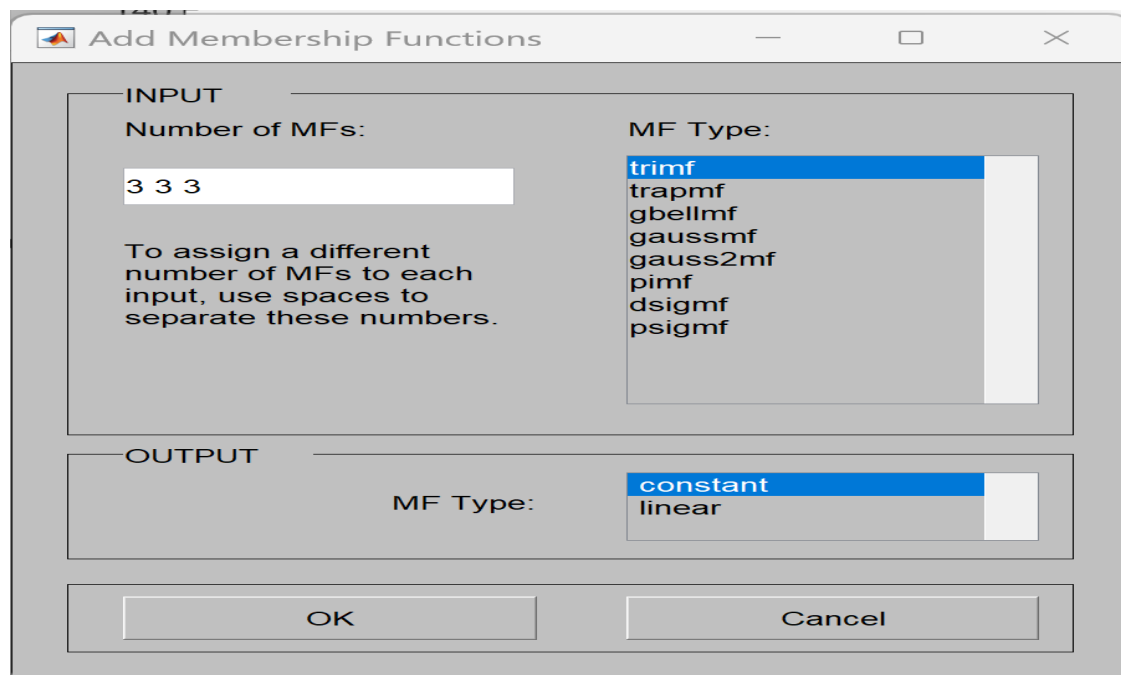 Add Membership Functions
INPUT
Number of MFs:
3 3 3
To assign a different
number of MFs to each
input, use spaces to
separate these numbers.
MF Type:
trimf
trapmf
gbellmf
gaussmf
gauss2mf
pimf
dsigmf
psigmf
OUTPUT
MF Type:
constant
linear
OK
Cancel